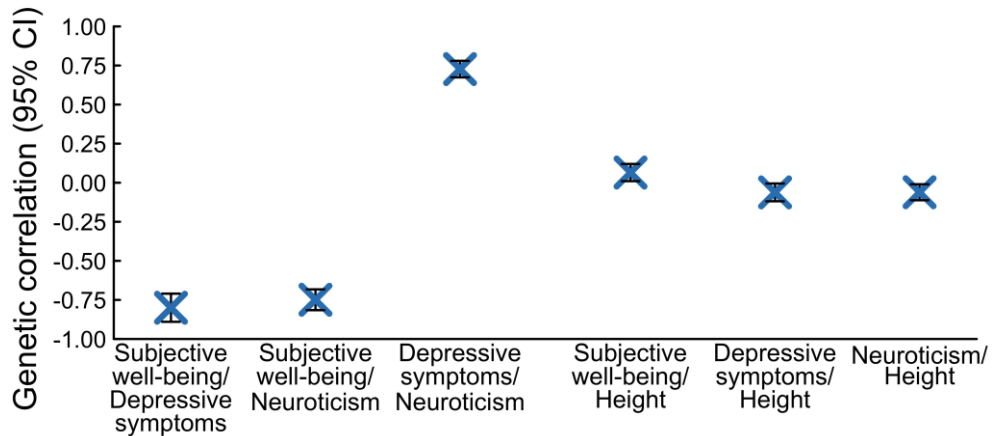 Genetic correlation (95% CI)
1.00
0.75
0.50
0.25
0.00
-0.25
-0.50
-0.75
-1.00
Subjective
well-being/
Depressive
symptoms
Subjective
well-being/
Neuroticism
Depressive
symptoms/
Neuroticism
Subjective
well-being/
Height
Depressive
symptoms/
Height
Neuroticism/
Height